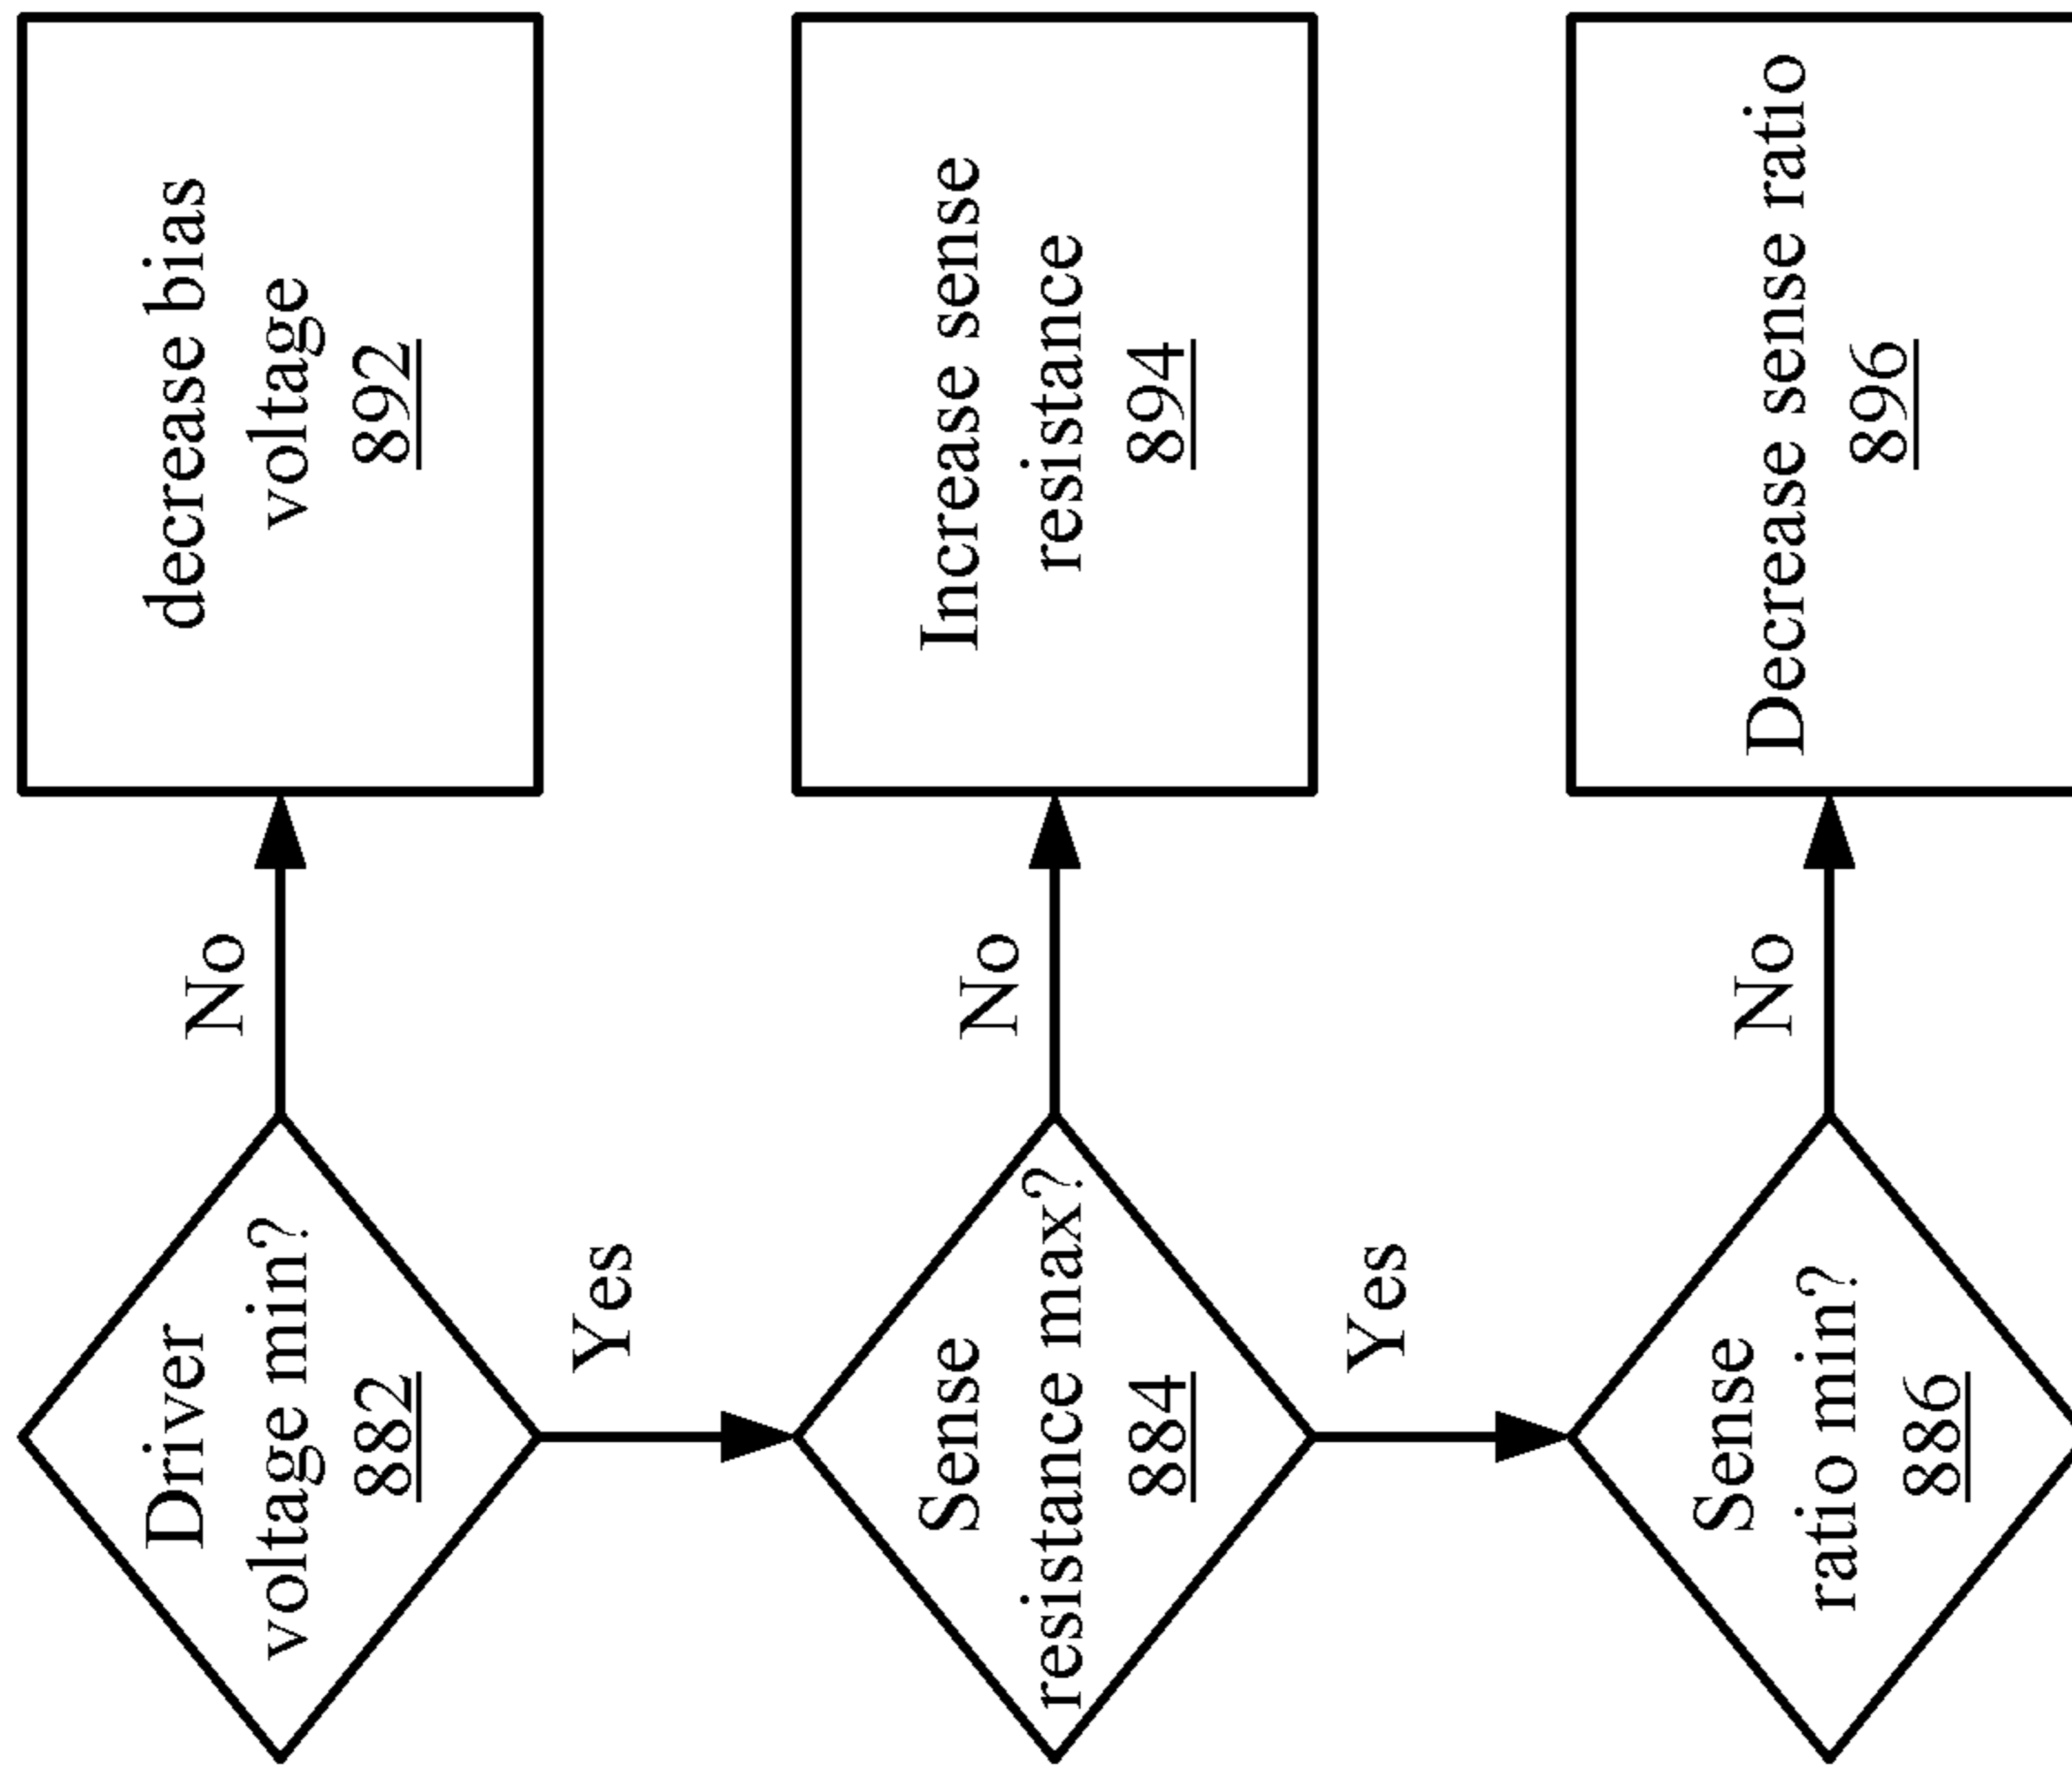 Driver
voltage min?
882
No
decrease bias
voltage
892
Yes
Sense
resistance max?
884
No
Increase sense
resistance
894
Yes
Sense
ratio min?
886
No
Decrease sense ratio
896